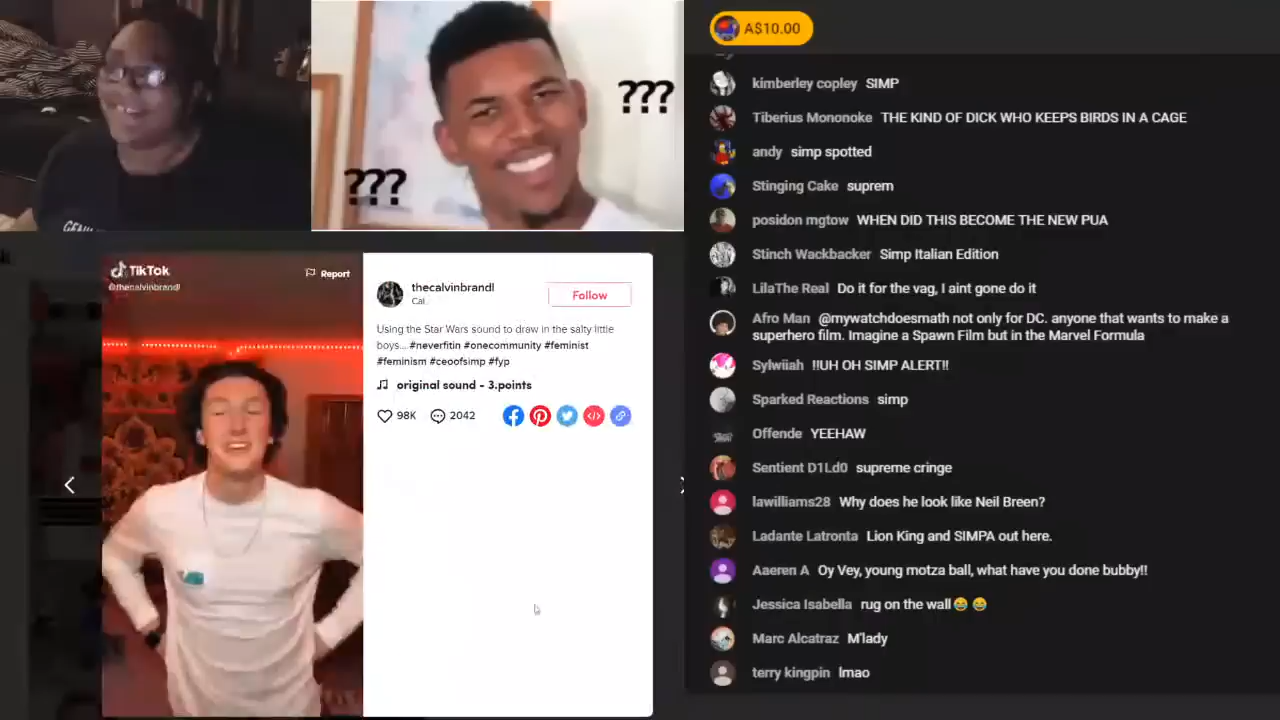 ???
???
TikTok
@thecalvinbrandl
Report
thecalvinbrandl
Cal
Follow
Using the Star Wars sound to draw in the salty little
boys... #neverfitin #onecommunity #feminist
#feminism #ceoofsimp #fyp
original sound - 3.points
98K
2042
A$10.00
kimberley copley SIMP
Tiberius Mononoke THE KIND OF DICK WHO KEEPS BIRDS IN A CAGE
andy simp spotted
Stinging Cake suprem
posidon mgtow WHEN DID THIS BECOME THE NEW PUA
Stinch Wackbacker Simp Italian Edition
LilaThe Real Do it for the vag, I aint gone do it
Afro Man @mywatchdoesmath not only for DC. anyone that wants to make a
superhero film. Imagine a Spawn Film but in the Marvel Formula
Sylwiiah !!UH OH SIMP ALERT!!
Sparked Reactions simp
Offende YEEHAW
Sentient D1Ld0 supreme cringe
lawilliams28 Why does he look like Neil Breen?
Ladante Latronta Lion King and SIMPA out here.
Aaeren A Oy Vey, young motza ball, what have you done bubby!!
Jessica Isabella rug on the wall😂 😂
Marc Alcatraz M'lady
terry kingpin lmao